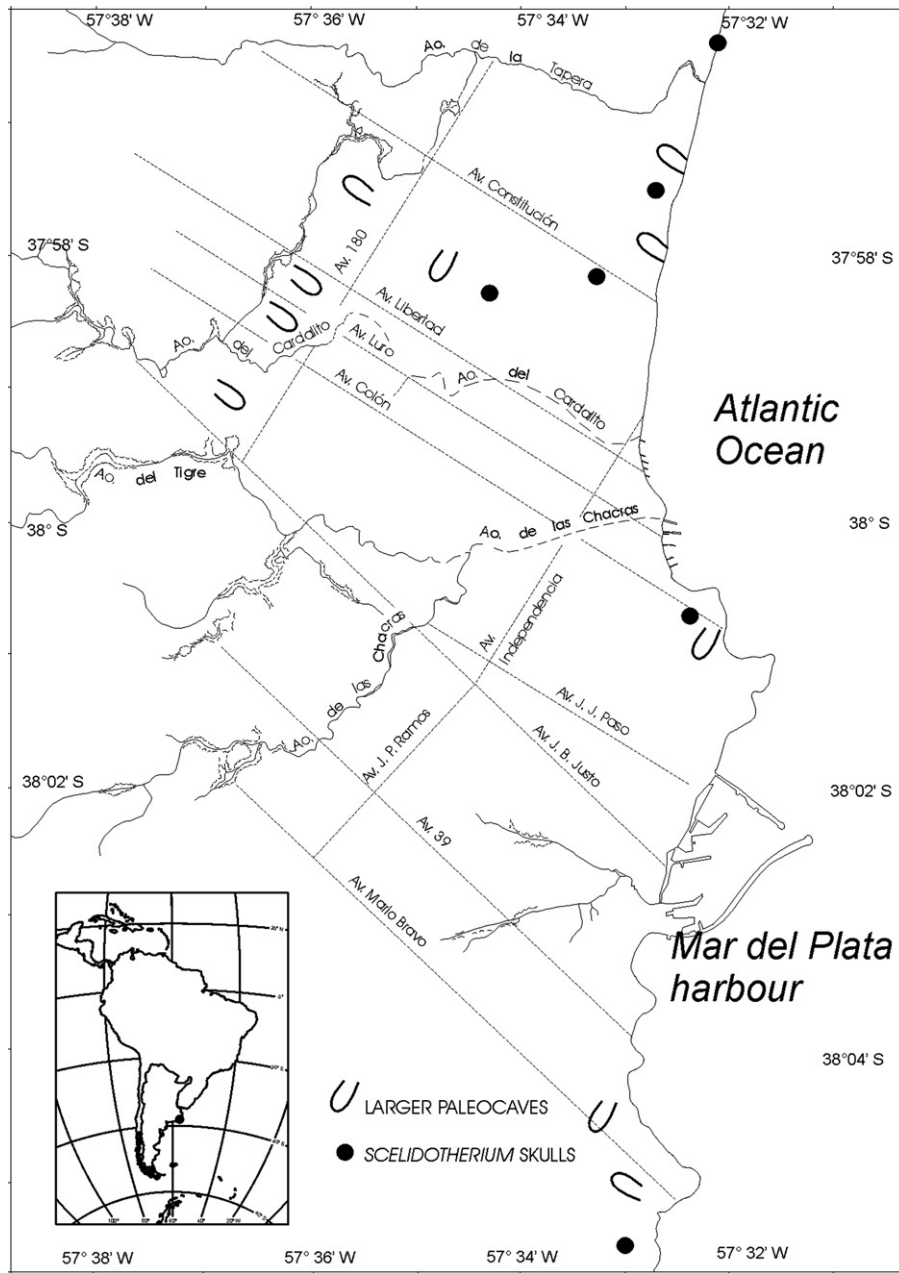 57° 38' W
57° 36' W
57° 34' W
57° 32' W
Ao. de la Tapera
Av. Constitución
Av. 180
37° 58' S
37° 58' S
Av. Libertad
Ao. del Cardalito
Av. Luro
Ao. del Cardalito
Av. Colón
Atlantic
Ocean
Ao. del Tigre
38° S
Ao. de las Chacras
38° S
Av. Independencia
Ao. de las Chacras
Av. J. J. Paso
Av. J. P. Ramos
Av. J. B. Justo
38° 02' S
38° 02' S
Av. 39
Av. Mario Bravo
Mar del Plata
harbour
38° 04' S
LARGER PALEOCAVES
SCELIDOTHERIUM SKULLS
57° 38' W
57° 36' W
57° 34' W
57° 32' W